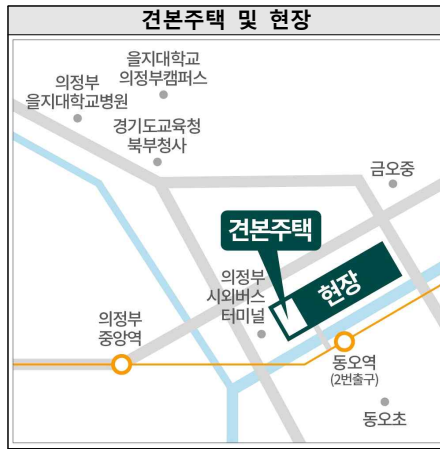 견본주택 및 현장
을지대학교
의정부캠퍼스
의정부
을지대학교병원
경기도교육청
북부청사
금오중
견본주택
의정부
시외버스
터미널
현장
의정부
중앙역
동오역
(2번출구)
동오초